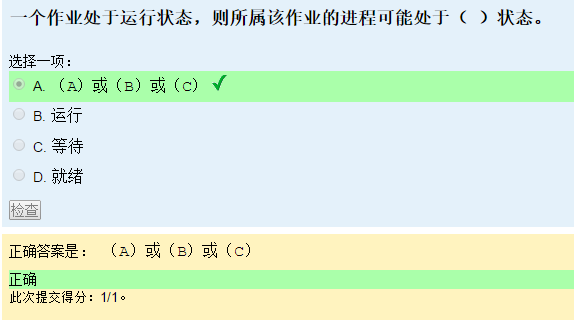 一个作业处于运行状态，则所属该作业的进程可能处于（ ）状态。
选择一项：
A. （A）或（B）或（C）
B. 运行
C. 等待
D. 就绪
检查
正确答案是： （A）或（B）或（C）
正确
此次提交得分：1/1。